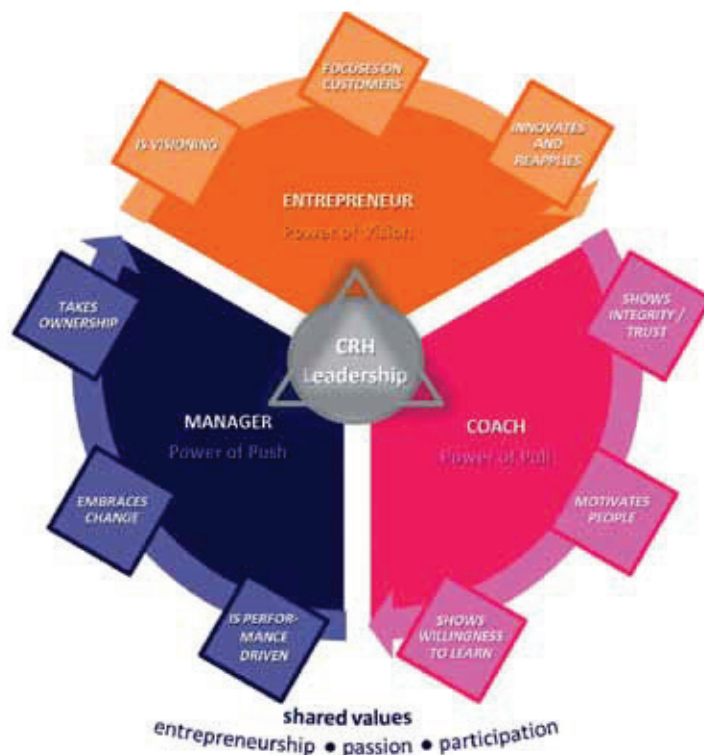 FOCUSES ON
CUSTOMERS
IS VISIONING
INNOVATES
AND
REAPPLIES
ENTREPRENEUR
Power of Vision
TAKES
OWNERSHIP
SHOWS
INTEGRITY /
TRUST
CRH
Leadership
MANAGER
Power of Push
COACH
Power of Pull
EMBRACES
CHANGE
MOTIVATES
PEOPLE
IS PERFOR-
MANCE
DRIVEN
SHOWS
WILLINGNESS
TO LEARN
shared values
entrepreneurship • passion • participation